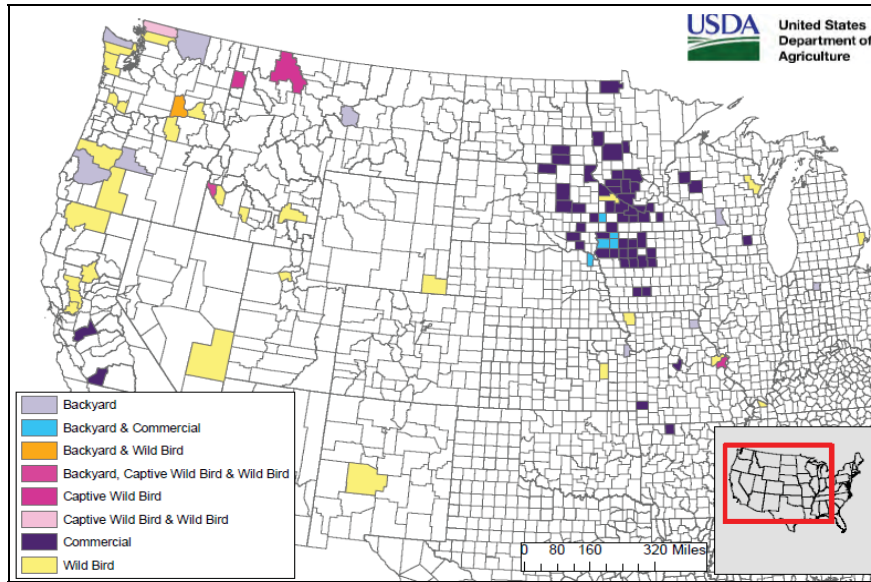 USDA
United States
Department of
Agriculture
Backyard
Backyard & Commercial
Backyard & Wild Bird
Backyard, Captive Wild Bird & Wild Bird
Captive Wild Bird
Captive Wild Bird & Wild Bird
Commercial
Wild Bird
0 80 160 320 Miles